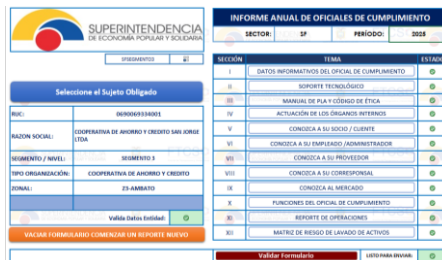 SUPERINTENDENCIA
DE ECONOMÍA POPULAR Y SOLIDARIA
Seleccione el Sujeto Obligado
RUC: 0690069334001
RAZON SOCIAL: COOPERATIVA DE AHORRO Y CREDITO SAN JORGE LTDA
SEGMENTO / NIVEL: SEGMENTO 3
TIPO ORGANIZACIÓN: COOPERATIVA DE AHORRO Y CREDITO
ZONAL: Z3-AMBATO
Valida Datos Entidad:
VACIAR FORMULARIO COMENZAR UN REPORTE NUEVO
INFORME ANUAL DE OFICIALES DE CUMPLIMIENTO
SECTOR: SF PERÍODO: 2025
SECCIÓN TEMA ESTADO
I DATOS INFORMATIVOS DEL OFICIAL DE CUMPLIMIENTO
II SOPORTE TECNOLÓGICO
III MANUAL DE PLA Y CÓDIGO DE ÉTICA
IV ACTUACIÓN DE LOS ÓRGANOS INTERNOS
V CONOZCA A SU SOCIO / CLIENTE
VI CONOZCA A SU EMPLEADO /ADMINISTRADOR
VII CONOZCA A SU PROVEEDOR
VIII CONOZCA A SU CORRESPONSAL
IX CONOZCA AL MERCADO
X FUNCIONES DEL OFICIAL DE CUMPLIMIENTO
XI REPORTE DE OPERACIONES
XII MATRIZ DE RIESGO DE LAVADO DE ACTIVOS
Validar Formulario LISTO PARA ENVIAR: